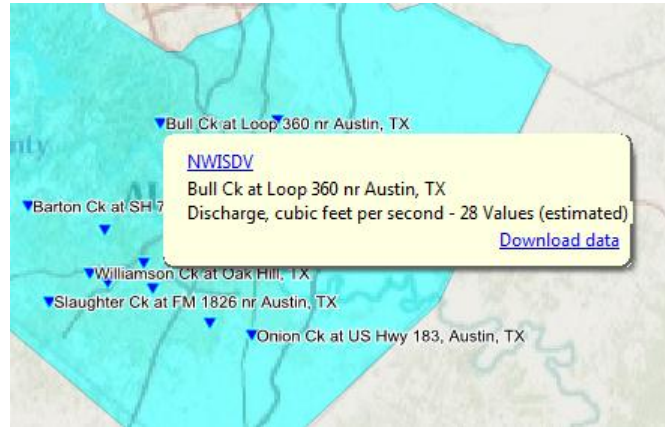 Bull Ck at Loop 360 nr Austin, TX
nty
NWISDV
Bull Ck at Loop 360 nr Austin, TX
Discharge, cubic feet per second - 28 Values (estimated)
Download data
Barton Ck at SH 7
Williamson Ck at Oak Hill, TX
Slaughter Ck at FM 1826 nr Austin, TX
Onion Ck at US Hwy 183, Austin, TX